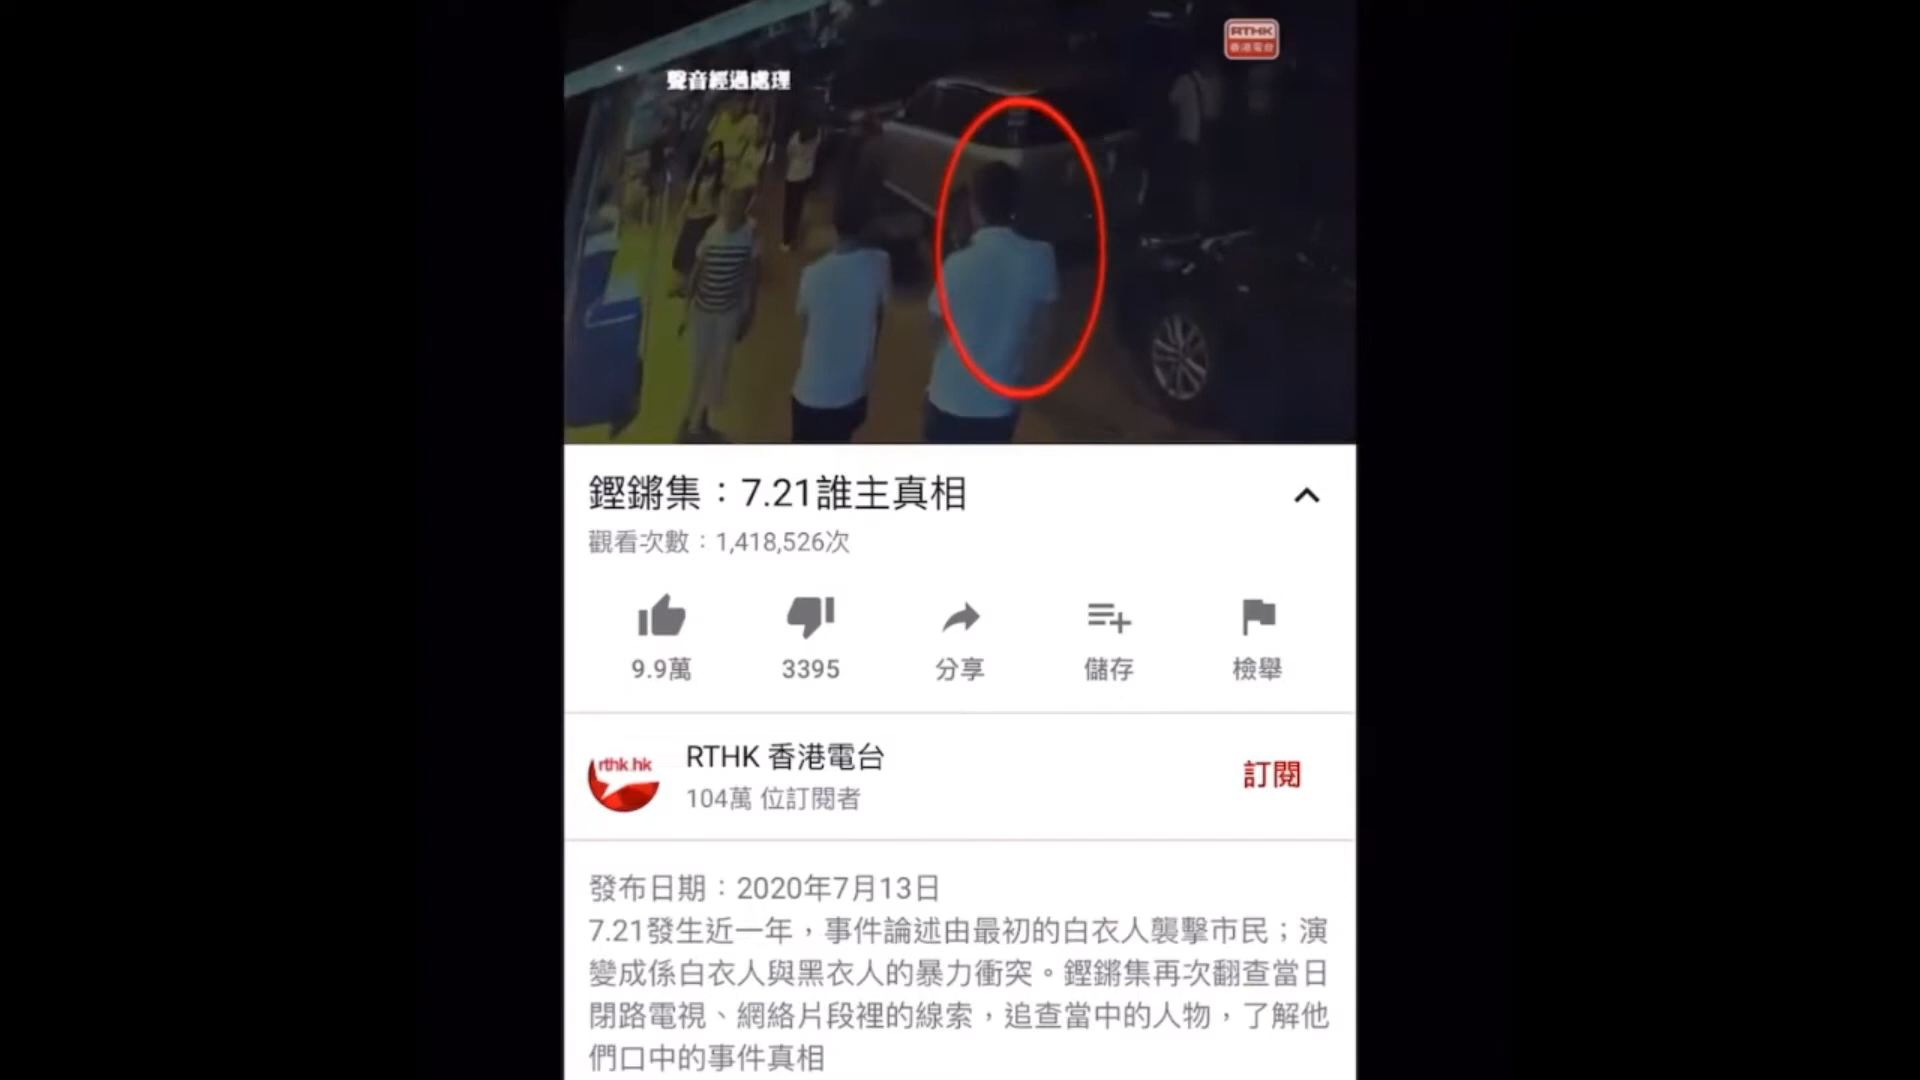 RTHK
香港電台
聲音經過處理
鏗鏘集：7.21誰主真相
觀看次數：1,418,526次
9.9萬
3395
分享
儲存
檢舉
rthk.hk
RTHK 香港電台
104萬 位訂閱者
訂閱
發布日期：2020年7月13日
7.21發生近一年，事件論述由最初的白衣人襲擊市民；演
變成係白衣人與黑衣人的暴力衝突。鏗鏘集再次翻查當日
閉路電視、網絡片段裡的線索，追查當中的人物，了解他
們口中的事件真相